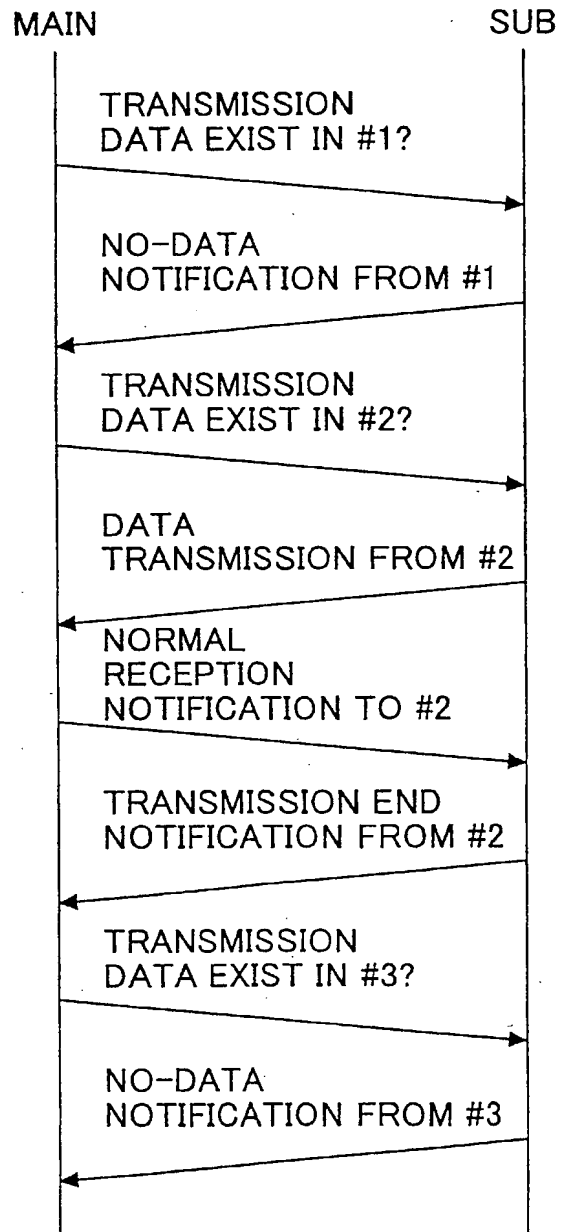 MAIN
SUB
TRANSMISSION
DATA EXIST IN #1?
NO-DATA
NOTIFICATION FROM #1
TRANSMISSION
DATA EXIST IN #2?
DATA
TRANSMISSION FROM #2
NORMAL
RECEPTION
NOTIFICATION TO #2
TRANSMISSION END
NOTIFICATION FROM #2
TRANSMISSION
DATA EXIST IN #3?
NO-DATA
NOTIFICATION FROM #3